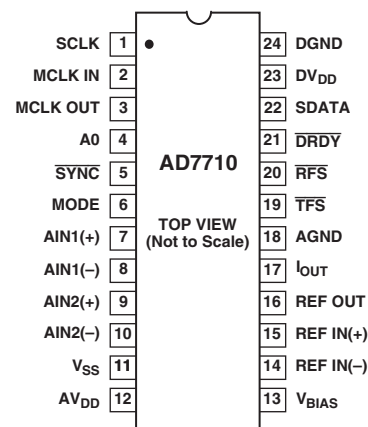 SCLK 1 24 DGND
MCLK IN 2 23 DVDD
MCLK OUT 3 22 SDATA
A0 4 21 DRDY
AD7710
SYNC 5 20 RFS
MODE 6 19 TFS
TOP VIEW
(Not to Scale)
AIN1(+) 7 18 AGND
AIN1(–) 8 17 IOUT
AIN2(+) 9 16 REF OUT
AIN2(–) 10 15 REF IN(+)
VSS 11 14 REF IN(–)
AVDD 12 13 VBIAS